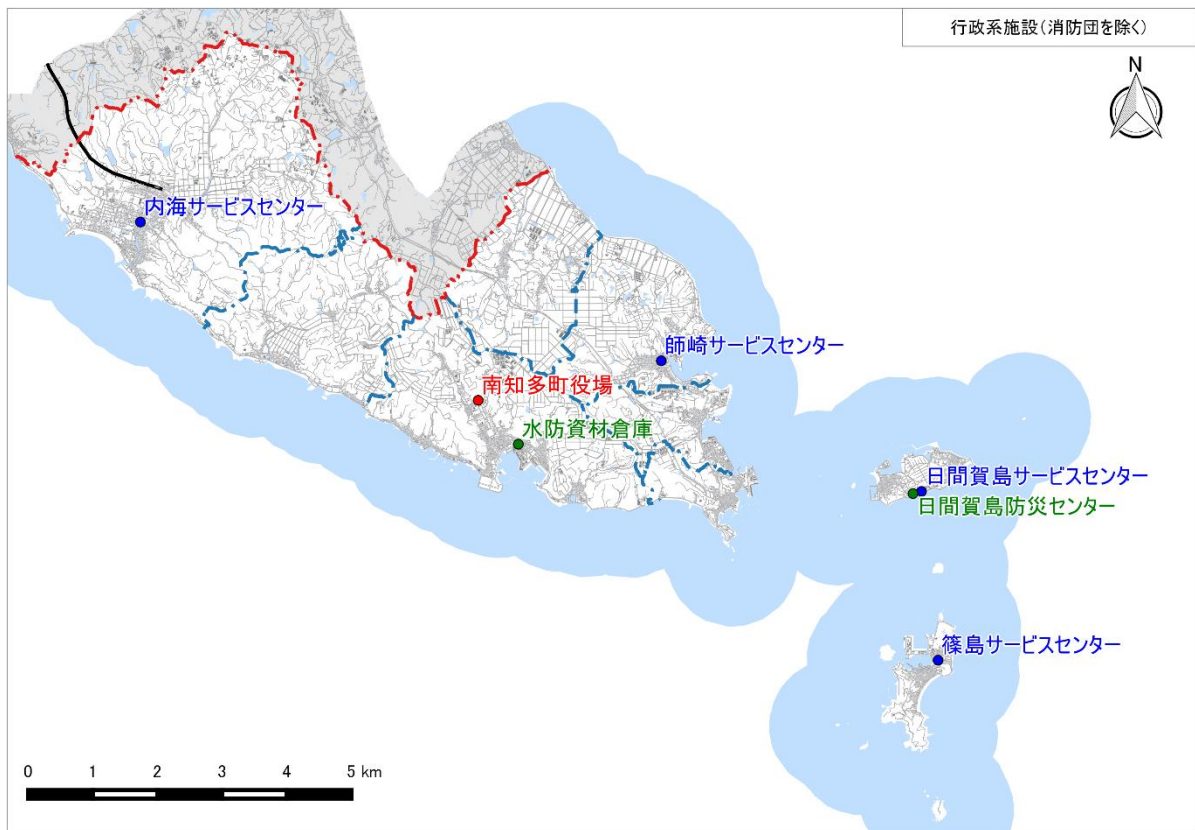 行政系施設(消防団を除く)
N
内海サービスセンター
師崎サービスセンター
南知多町役場
水防資材倉庫
日間賀島サービスセンター
日間賀島防災センター
篠島サービスセンター
0 1 2 3 4 5 km